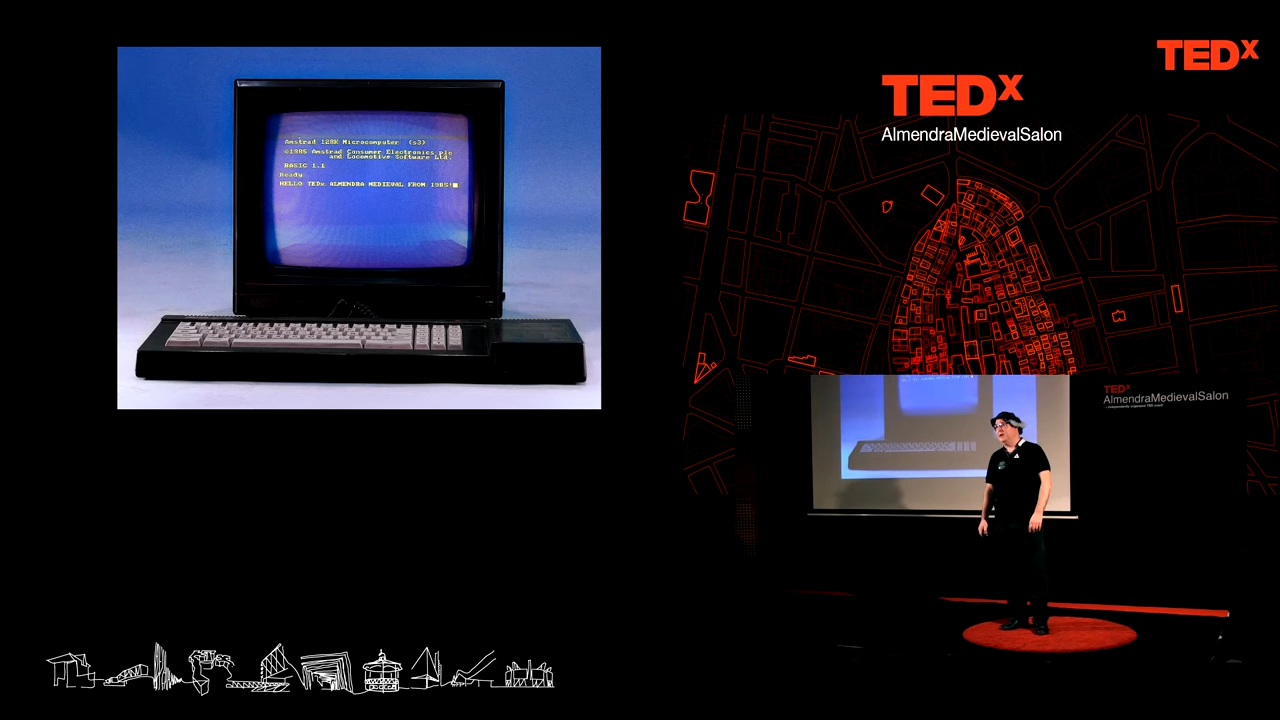 Amstrad 128K Microcomputer (s3)
©1985 Amstrad Consumer Electronics plc
and Locomotive Software Ltd.
BASIC 1.1
Ready
HELLO TEDx ALMENDRA MEDIEVAL FROM 1985!
TEDx
TEDx
AlmendraMedievalSalon
TEDx
AlmendraMedievalSalon